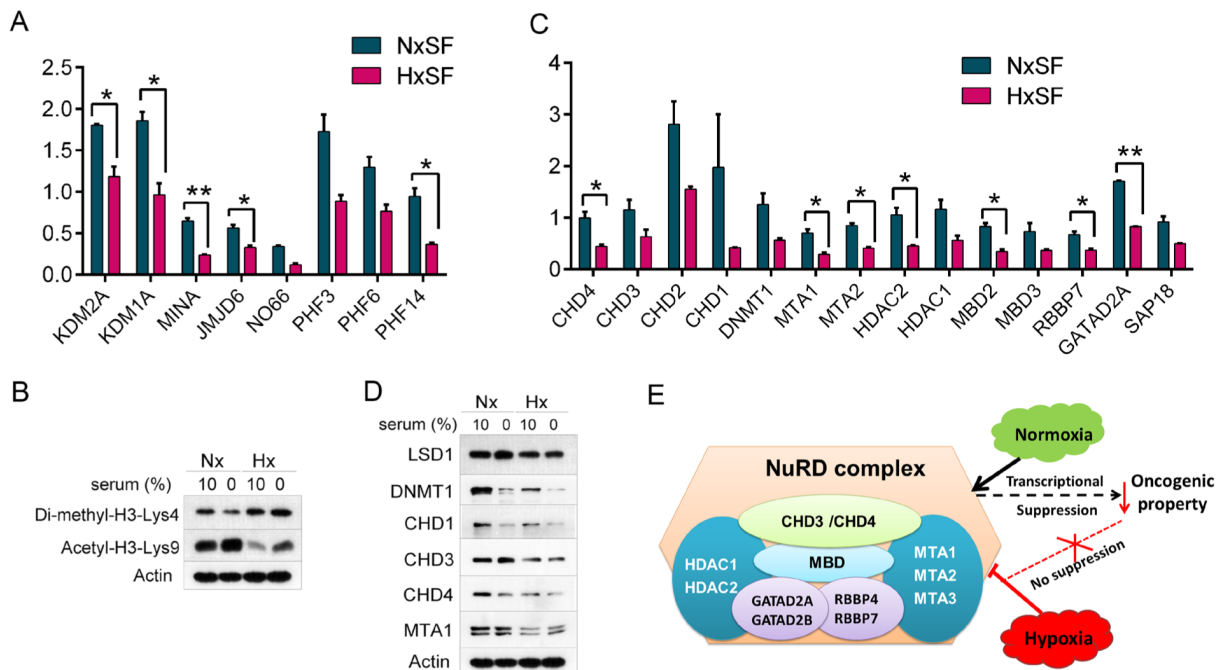 A
NxSF
HxSF
2.5
2.0
1.5
1.0
0.5
0.0
*
*
**
*
*
KDM2A
KDM1A
MINA
JMJD6
NO66
PHF3
PHF6
PHF14
C
NxSF
HxSF
4
3
2
1
0
*
*
*
*
*
*
**
CHD4
CHD3
CHD2
CHD1
DNMT1
MTA1
MTA2
HDAC2
HDAC1
MBD2
MBD3
RBBP7
GATAD2A
SAP18
B
Nx Hx
serum (%) 10 0 10 0
Di-methyl-H3-Lys4
Acetyl-H3-Lys9
Actin
D
Nx Hx
serum (%) 10 0 10 0
LSD1
DNMT1
CHD1
CHD3
CHD4
MTA1
Actin
E
NuRD complex
CHD3 /CHD4
MBD
HDAC1
HDAC2
MTA1
MTA2
MTA3
GATAD2A
GATAD2B
RBBP4
RBBP7
Normoxia
Transcriptional
Suppression
Oncogenic
property
No suppression
Hypoxia